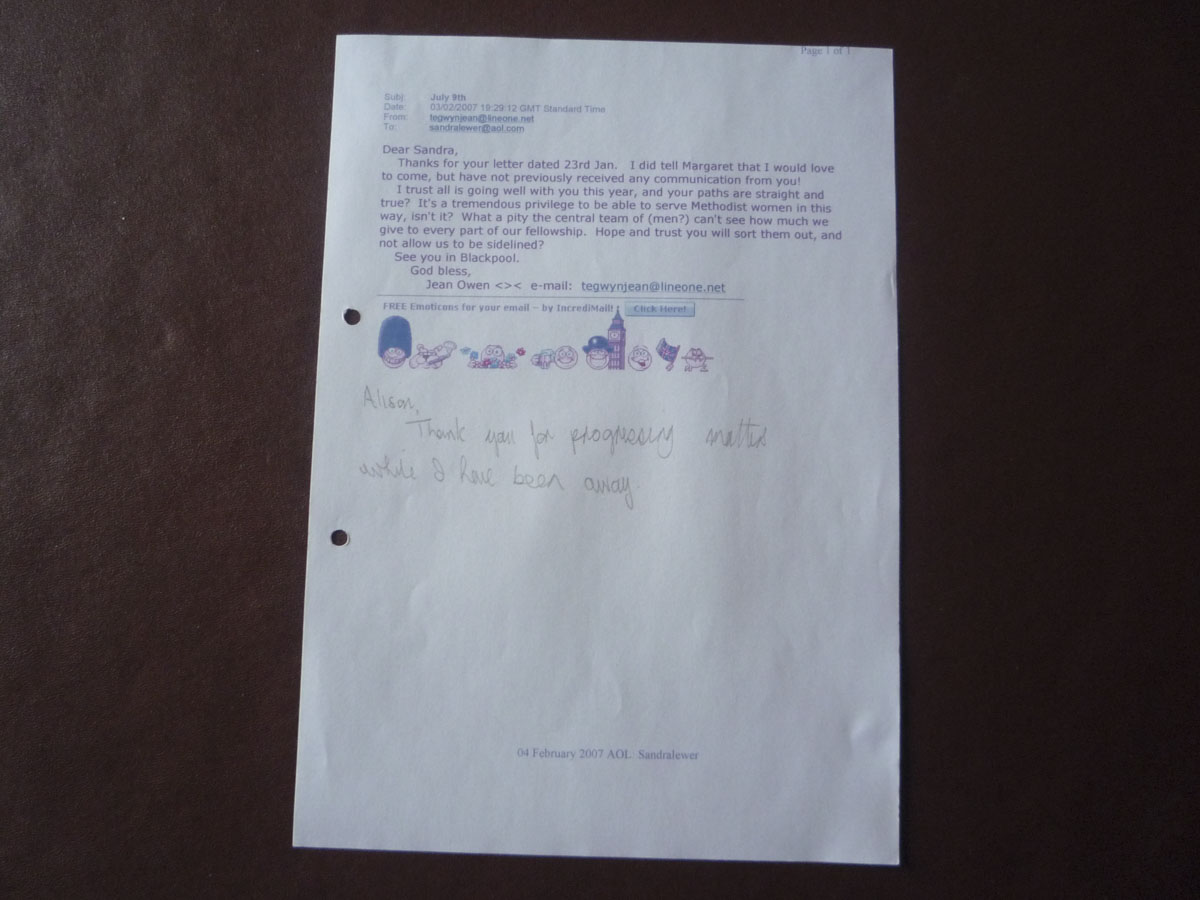 Page 1 of 1
Subj: July 9th
Date: 03/02/2007 19:29:12 GMT Standard Time
From: tegwynjean@lineone.net
To: sandralewer@aol.com
Dear Sandra,
Thanks for your letter dated 23rd Jan. I did tell Margaret that I would love
to come, but have not previously received any communication from you!
I trust all is going well with you this year, and your paths are straight and
true? It's a tremendous privilege to be able to serve Methodist women in this
way, isn't it? What a pity the central team of (men?) can't see how much we
give to every part of our fellowship. Hope and trust you will sort them out, and
not allow us to be sidelined?
See you in Blackpool.
God bless,
Jean Owen <>< e-mail: tegwynjean@lineone.net
FREE Emoticons for your email – by IncrediMail! Click Here!
Alison,
Thank you for progressing matters
while I have been away.
04 February 2007 AOL: Sandralewer